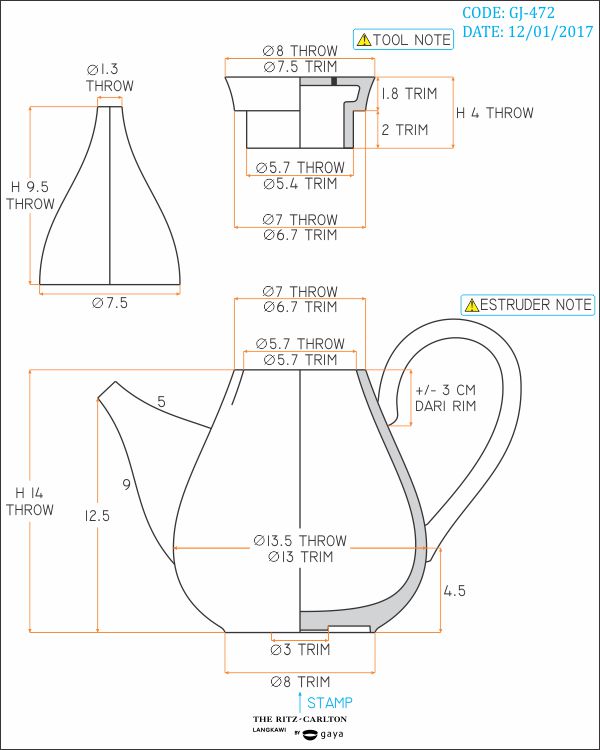 CODE: GJ-472
DATE: 12/01/2017
⚠TOOL NOTE
Ø8 THROW
Ø7.5 TRIM
Ø1.3
THROW
1.8 TRIM
H 4 THROW
2 TRIM
Ø5.7 THROW
Ø5.4 TRIM
H 9.5
THROW
Ø7 THROW
Ø6.7 TRIM
Ø7.5
Ø7 THROW
Ø6.7 TRIM
⚠ESTRUDER NOTE
Ø5.7 THROW
Ø5.7 TRIM
+/- 3 CM
DARI RIM
5
9
H 14
THROW
12.5
Ø13.5 THROW
Ø13 TRIM
4.5
Ø3 TRIM
Ø8 TRIM
STAMP
THE RITZ-CARLTON
LANGKAWI BY gaya